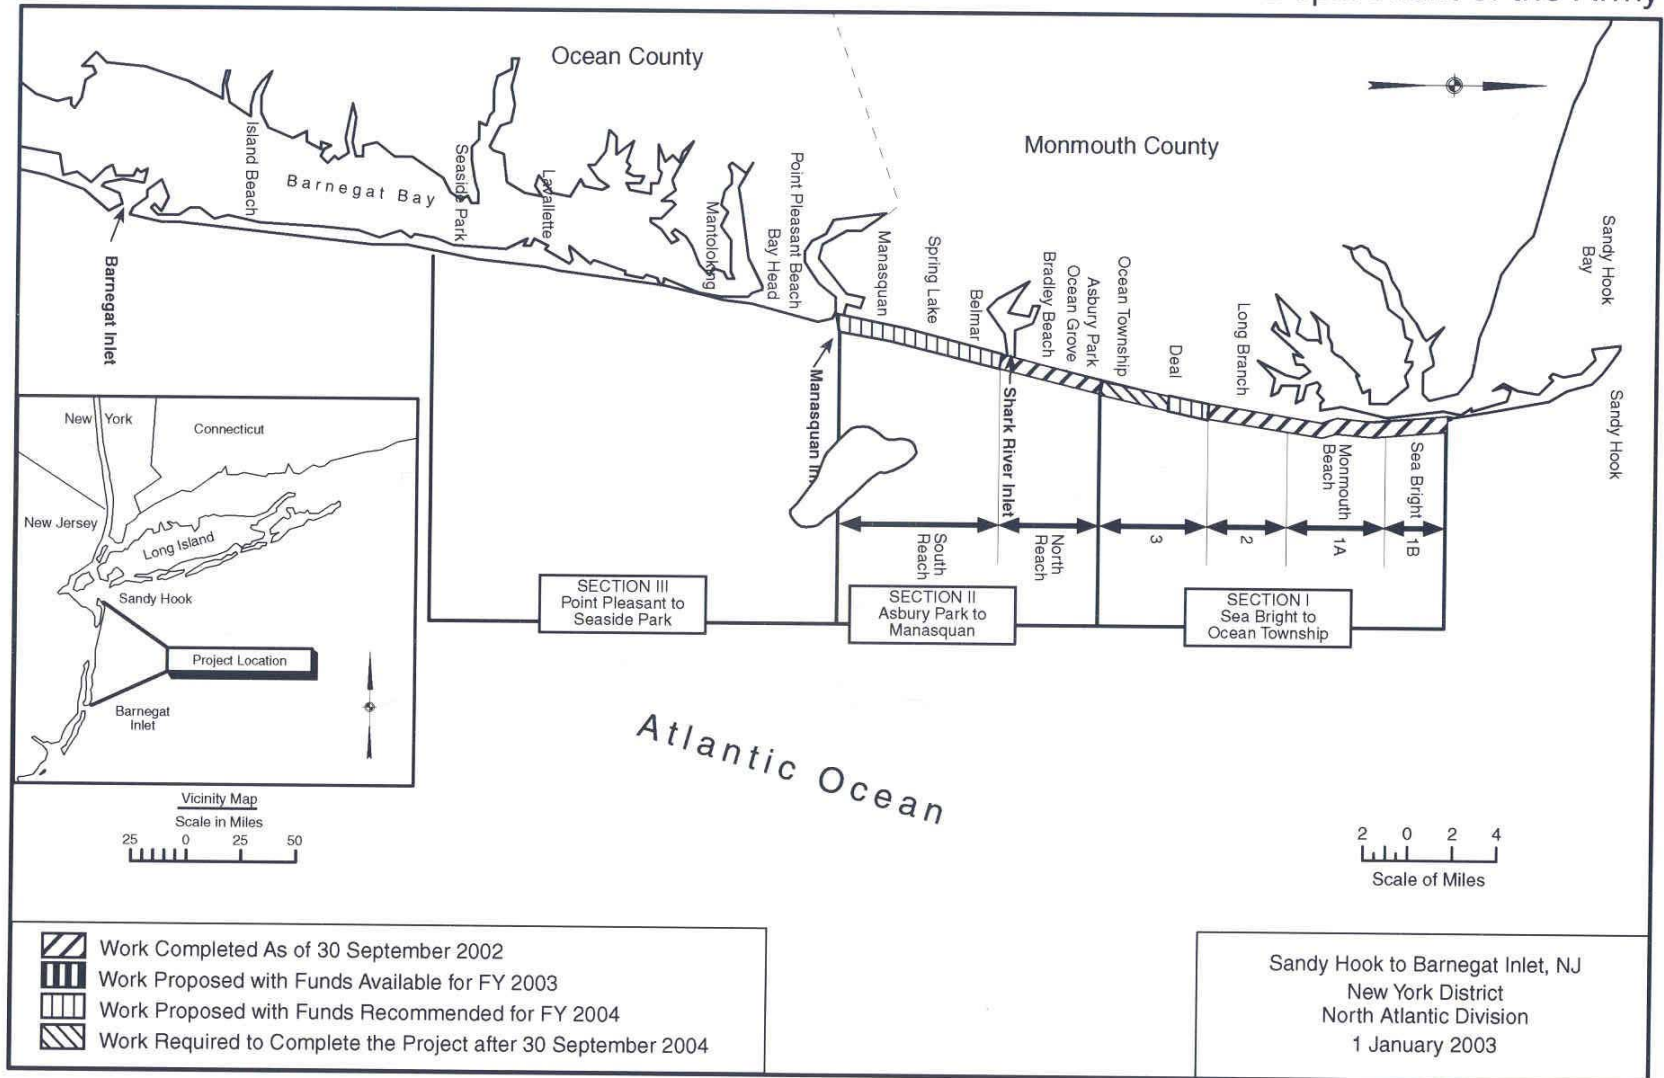 Ocean County
Monmouth County
Island Beach
Barnegat Bay
Seaside Park
Lavallette
Mantoloking
Bay Head
Point Pleasant Beach
Manasquan
Spring Lake
Belmar
Bradley Beach
Ocean Grove
Asbury Park
Ocean Township
Deal
Long Branch
Sandy Hook
Bay
Sandy Hook
Barnegat Inlet
Manasquan
Shark River Inlet
Monmouth
Beach
Sea Bright
South
Reach
North
Reach
3
2
1A
1B
SECTION III
Point Pleasant to
Seaside Park
SECTION II
Asbury Park to
Manasquan
SECTION I
Sea Bright to
Ocean Township
New York
Connecticut
New Jersey
Long Island
Sandy Hook
Project Location
Barnegat
Inlet
Vicinity Map
Scale in Miles
25 0 25 50
Atlantic Ocean
2 0 2 4
Scale of Miles
Work Completed As of 30 September 2002
Work Proposed with Funds Available for FY 2003
Work Proposed with Funds Recommended for FY 2004
Work Required to Complete the Project after 30 September 2004
Sandy Hook to Barnegat Inlet, NJ
New York District
North Atlantic Division
1 January 2003